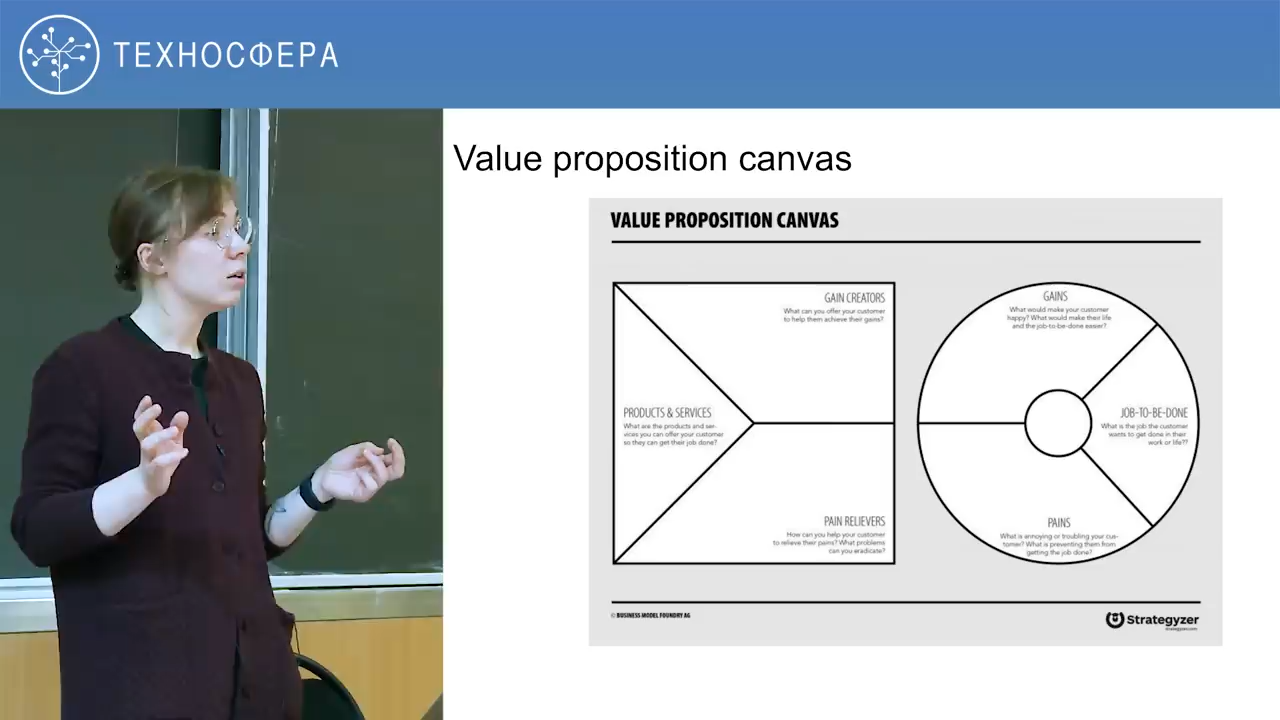 ТЕХНОСФЕРА
Value proposition canvas
VALUE PROPOSITION CANVAS
GAIN CREATORS
What can you offer your customer
to help them achieve their gains?
PRODUCTS & SERVICES
What are the products and ser-
vices you can offer your customer
so they can get their job done?
PAIN RELIEVERS
How can you help your customer
to relieve their pains? What problems
can you eradicate?
GAINS
What would make your customer
happy? What would make their life
and the job-to-be-done easier?
JOB-TO-BE-DONE
What is the job the customer
wants to get done in their
work or life??
PAINS
What is annoying or troubling your cus-
tomer? What is preventing them from
getting the job done?
© BUSINESS MODEL FOUNDRY AG
Strategyzer
strategyzer.com